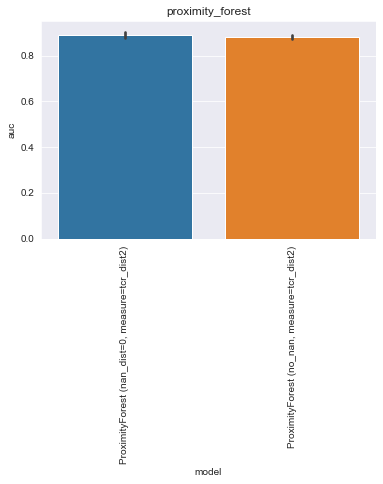 proximity_forest
auc
0.8
0.6
0.4
0.2
0.0
ProximityForest (nan_dist=0, measure=tcr_dist2)
ProximityForest (no_nan, measure=tcr_dist2)
model